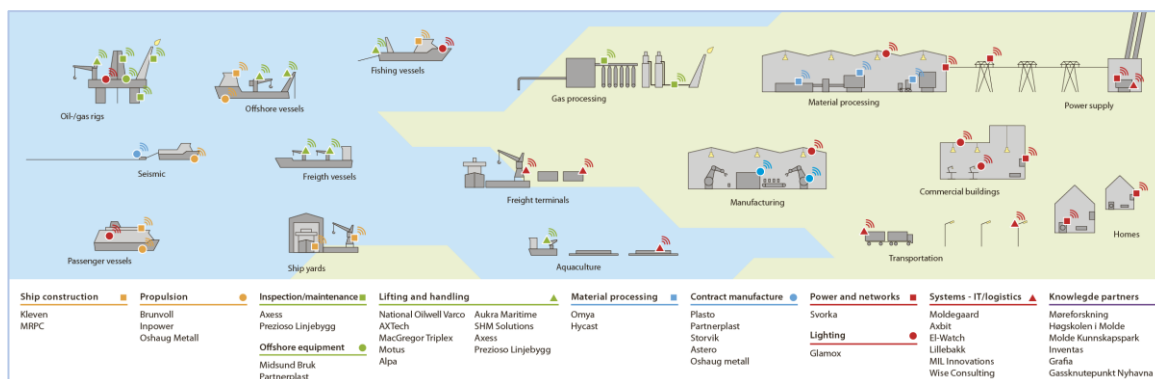 Fishing vessels
Oil-/gas rigs
Offshore vessels
Gas processing
Material processing
Power supply
Seismic
Freigth vessels
Freight terminals
Manufacturing
Commercial buildings
Passenger vessels
Ship yards
Aquaculture
Transportation
Homes
Ship construction
Kleven
MRPC
Propulsion
Brunvoll
Inpower
Oshaug Metall
Inspection/maintenance
Axess
Prezioso Linjebygg
Offshore equipment
Midsund Bruk
Partnerplast
Lifting and handling
National Oilwell Varco
AXTech
MacGregor Triplex
Motus
Alpa
Aukra Maritime
SHM Solutions
Axess
Prezioso Linjebygg
Material processing
Omya
Hycast
Contract manufacture
Plasto
Partnerplast
Storvik
Astero
Oshaug metall
Power and networks
Svorka
Lighting
Glamox
Systems - IT/logistics
Moldegaard
Axbit
El-Watch
Lillebakk
MIL Innovations
Wise Consulting
Knowlegde partners
Møreforskning
Høgskolen i Molde
Molde Kunnskapspark
Inventas
Grafia
Gassknutepunkt Nyhavna